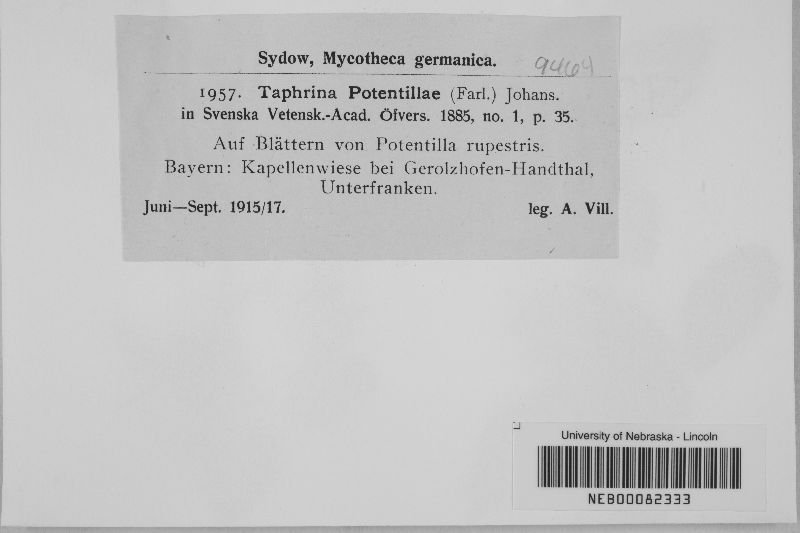 Sydow, Mycotheca germanica. 9464
1957. Taphrina Potentillae (Farl.) Johans.
in Svenska Vetensk.-Acad. Öfvers. 1885, no. 1, p. 35.
Auf Blättern von Potentilla rupestris.
Bayern: Kapellenwiese bei Gerolzhofen-Handthal,
Unterfranken.
Juni—Sept. 1915/17. leg. A. Vill.
University of Nebraska - Lincoln
NEB00082333